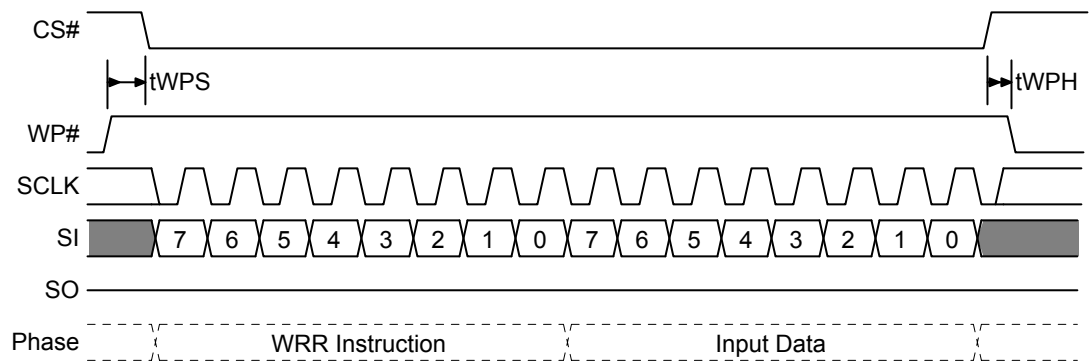 CS#
tWPS tWPH
WP#
SCLK
SI 7 6 5 4 3 2 1 0 7 6 5 4 3 2 1 0
SO
Phase WRR Instruction Input Data